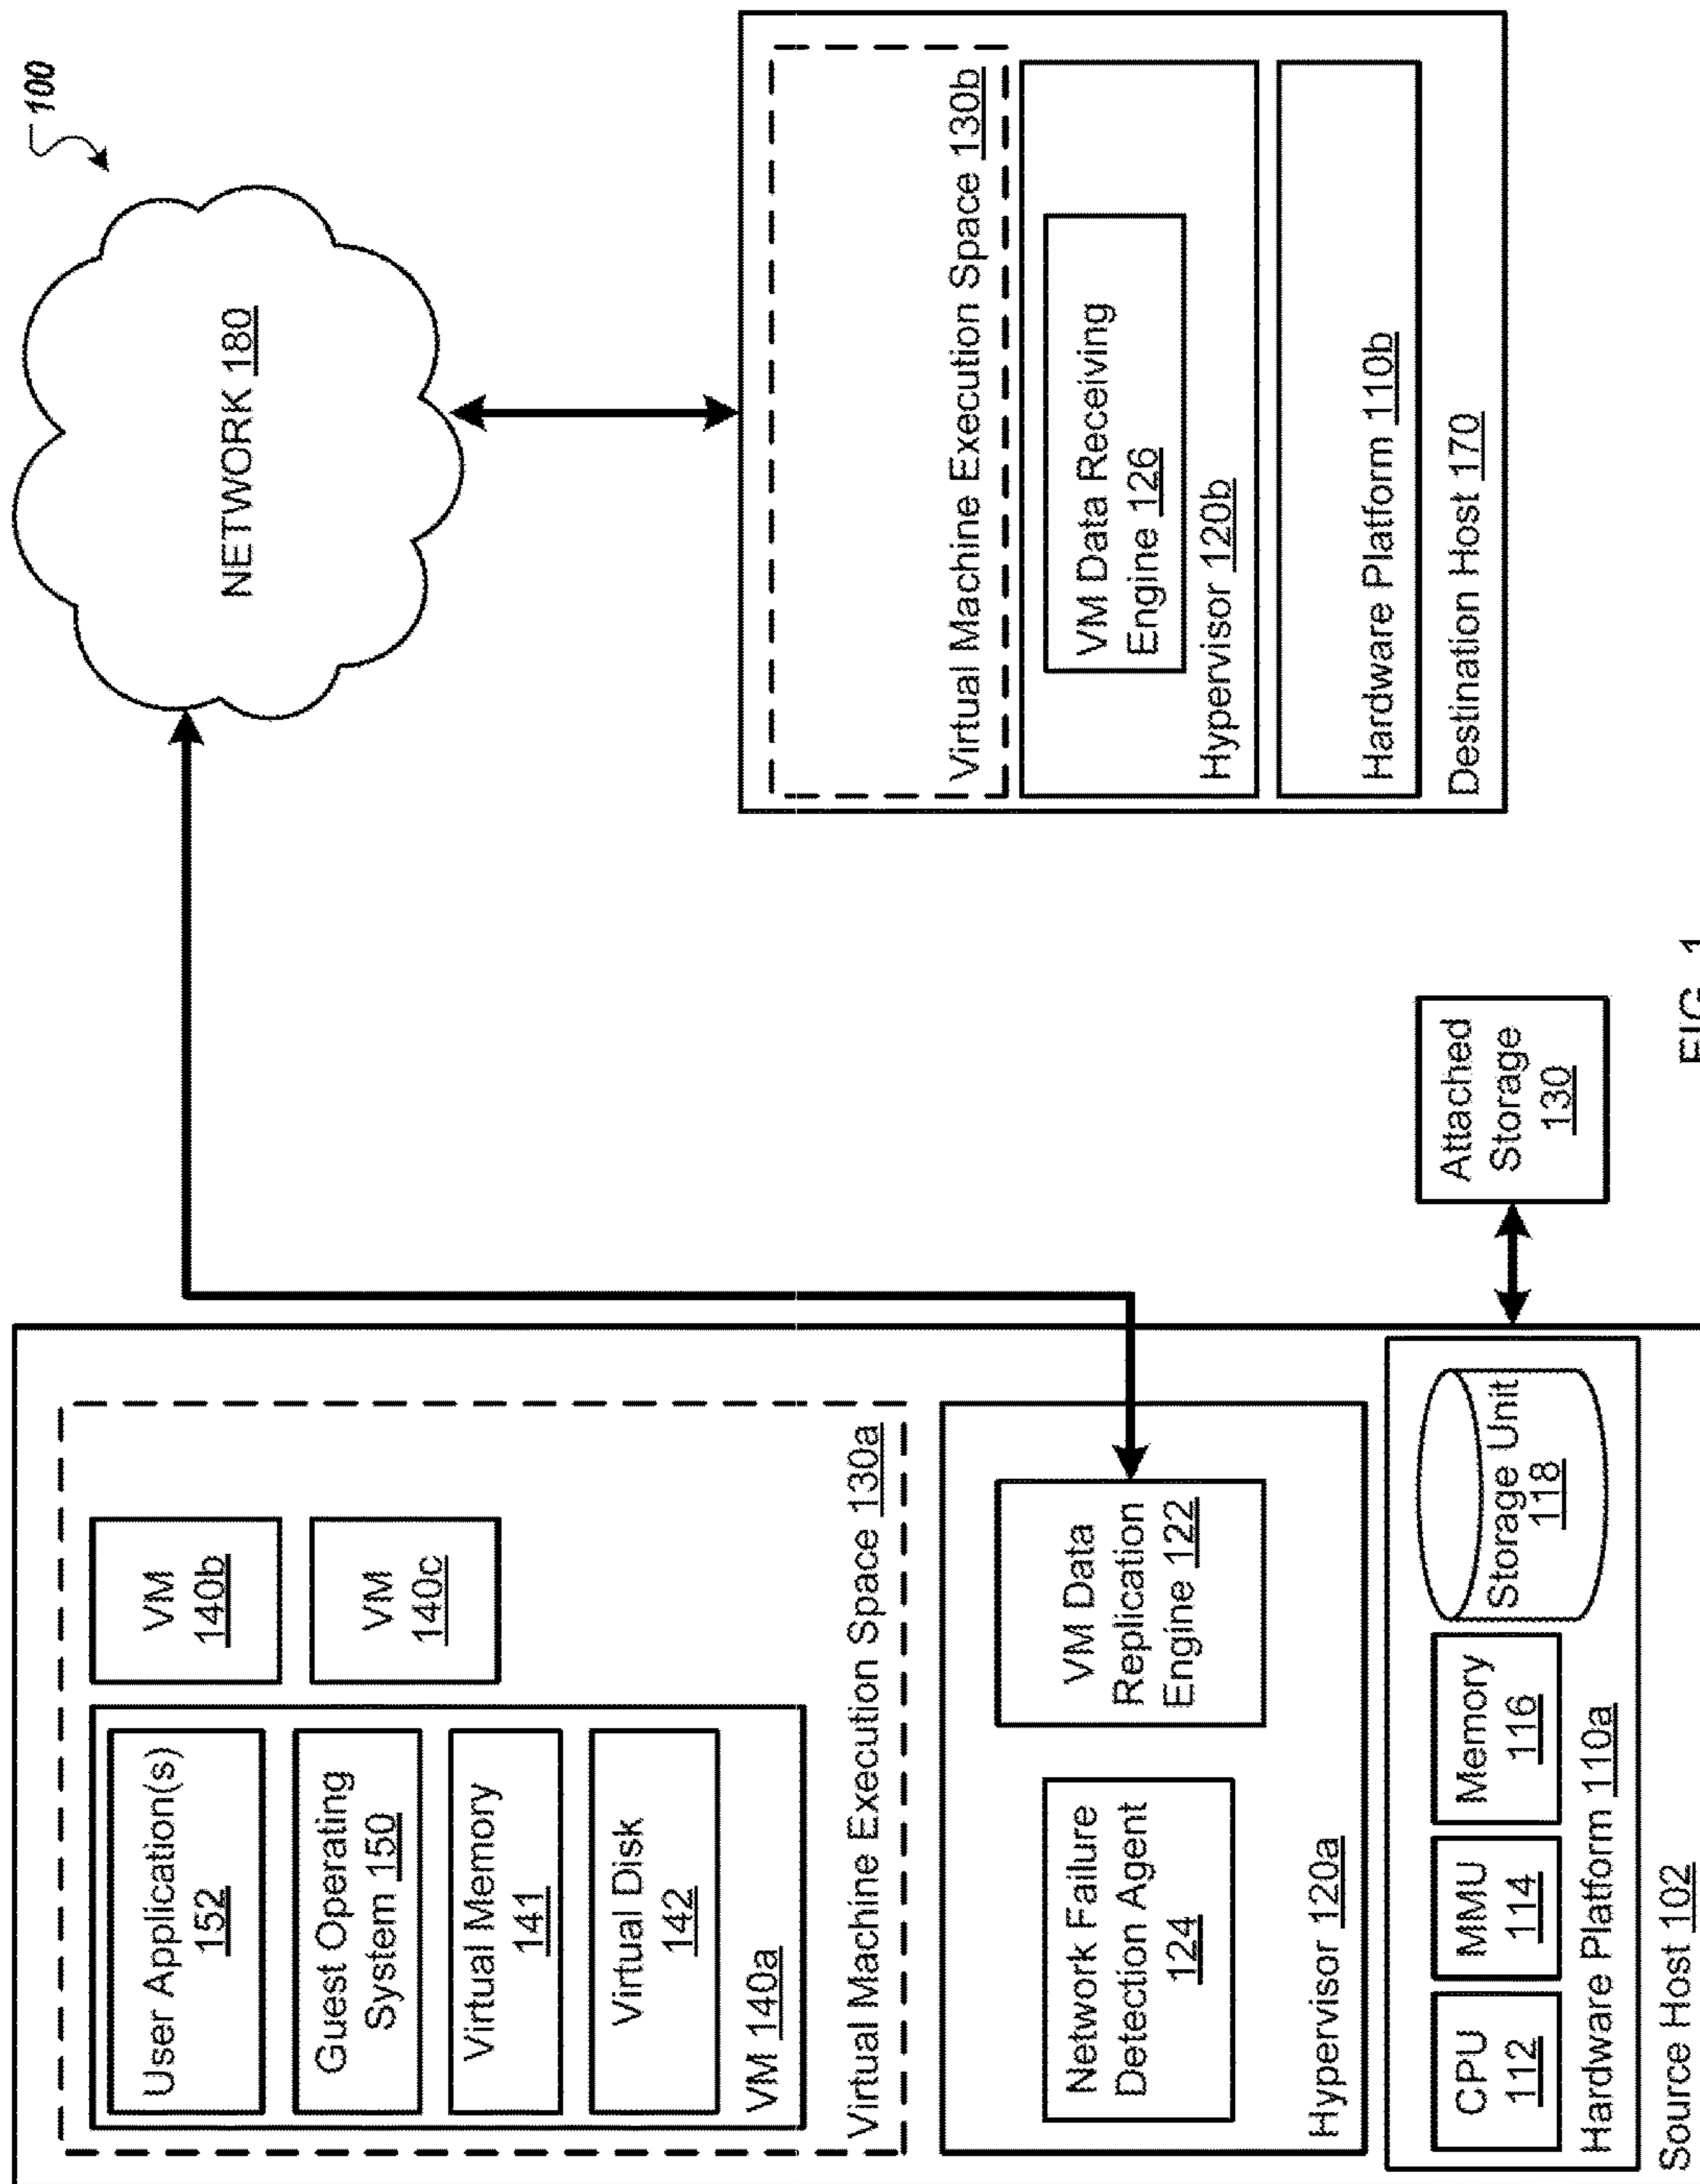 100
NETWORK 180
User Application(s)
152
Guest Operating
System 150
Virtual Memory
141
Virtual Disk
142
VM 140a
VM
140b
VM
140c
Virtual Machine Execution Space 130a
Network Failure
Detection Agent
124
VM Data
Replication
Engine 122
Hypervisor 120a
CPU
112
MMU
114
Memory
116
Storage Unit
118
Hardware Platform 110a
Source Host 102
Attached
Storage
130
Virtual Machine Execution Space 130b
VM Data Receiving
Engine 126
Hypervisor 120b
Hardware Platform 110b
Destination Host 170
FIG. 1